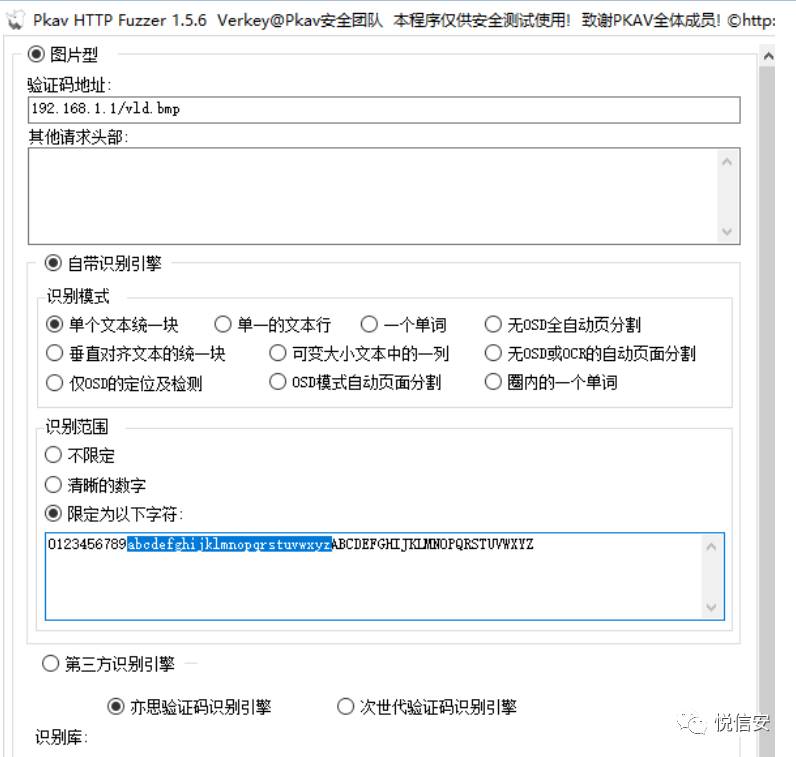 Pkav HTTP Fuzzer 1.5.6 Verkey@Pkav安全团队 本程序仅供安全测试使用! 致谢PKAV全体成员! ©http:
图片型
验证码地址:
192.168.1.1/vld.bmp
其他请求头部:
自带识别引擎
识别模式
单个文本统一块 单一的文本行 一个单词 无OSD全自动页分割
垂直对齐文本的统一块 可变大小文本中的一列 无OSD或OCR的自动页面分割
仅OSD的定位及检测 OSD模式自动页面分割 圈内的一个单词
识别范围
不限定
清晰的数字
限定为以下字符:
0123456789abcdefghijklmnopqrstuvwxyzABCDEFGHIJKLMNOPQRSTUVWXYZ
第三方识别引擎
亦思验证码识别引擎 次世代验证码识别引擎
识别库:
悦信安